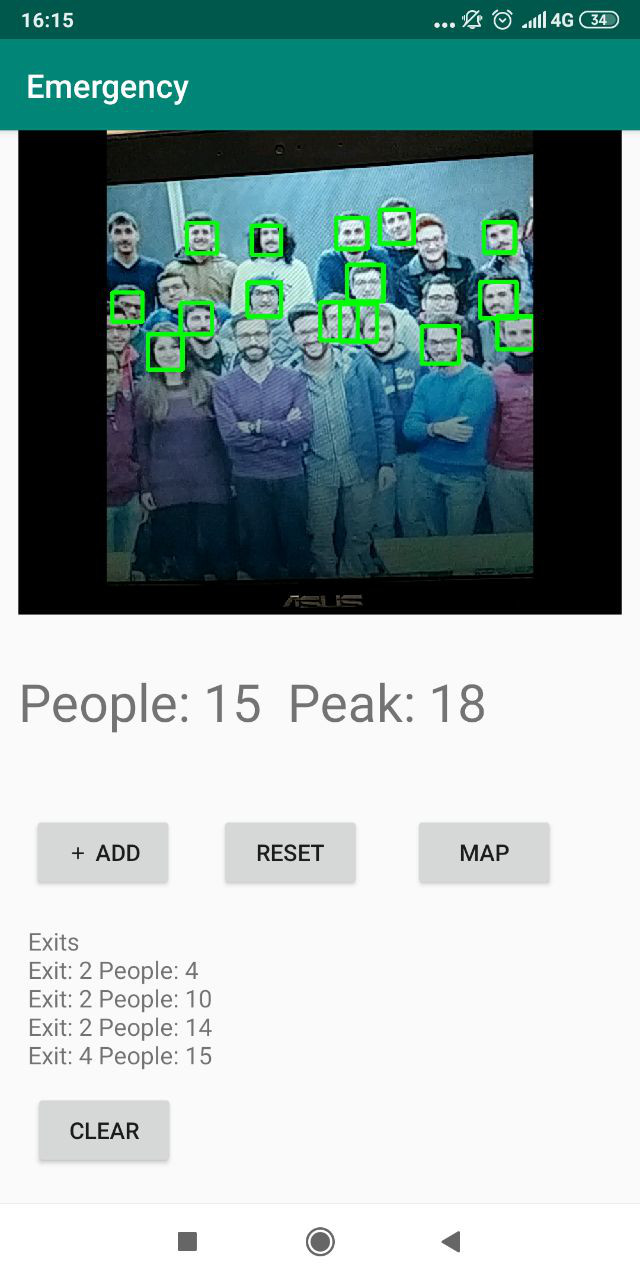 16:15 ... 4G 34
Emergency
ASUS
People: 15 Peak: 18
+ ADD RESET MAP
Exits
Exit: 2 People: 4
Exit: 2 People: 10
Exit: 2 People: 14
Exit: 4 People: 15
CLEAR